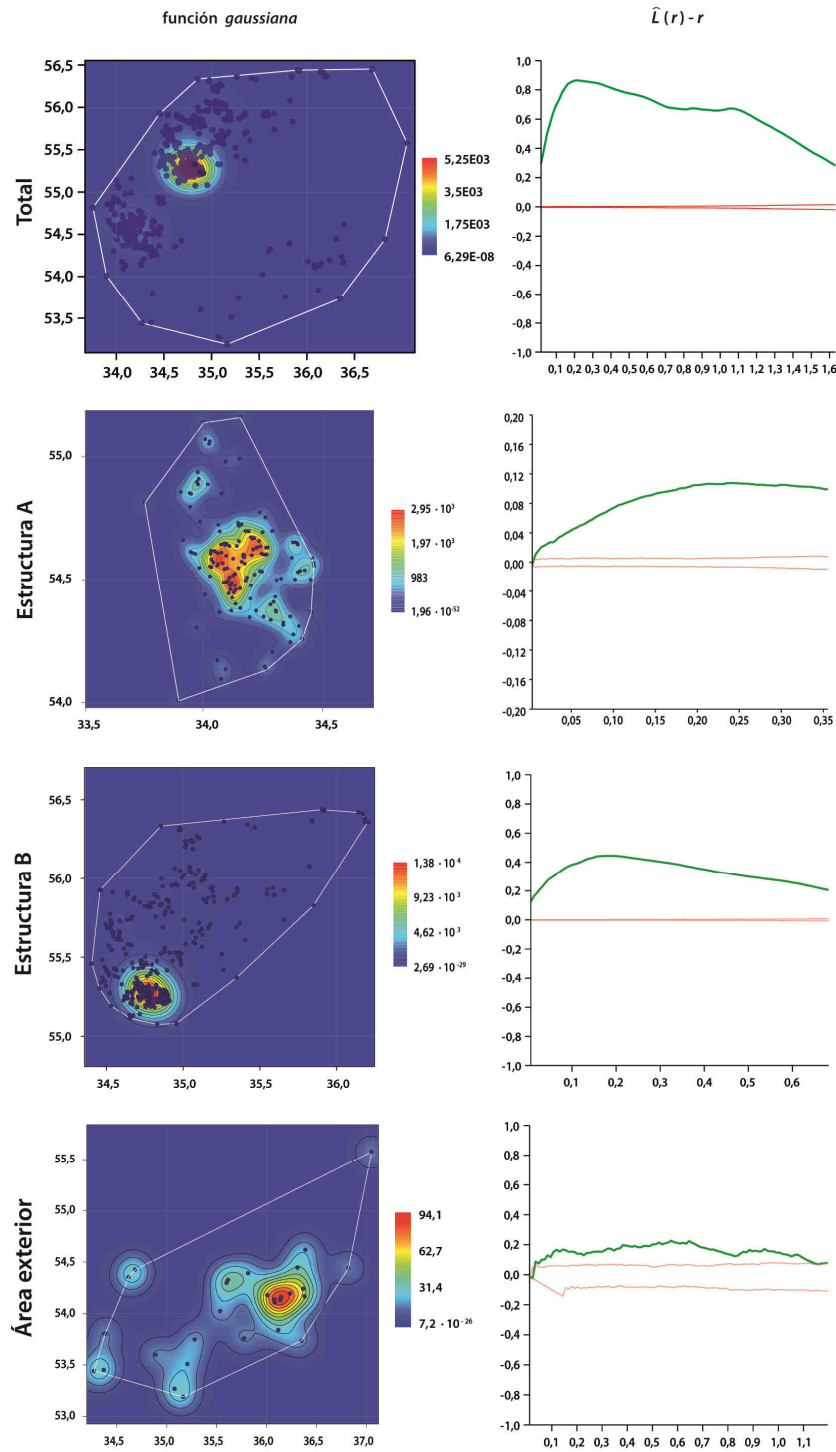 función gaussiana
L̂ (r) - r
Total
56,5
56,0
55,5
55,0
54,5
54,0
53,5
34,0 34,5 35,0 35,5 36,0 36,5
5,25E03
3,5E03
1,75E03
6,29E-08
1,0
0,8
0,6
0,4
0,2
0,0
-0,2
-0,4
-0,6
-0,8
-1,0
0,1 0,2 0,3 0,4 0,5 0,6 0,7 0,8 0,9 1,0 1,1 1,2 1,3 1,4 1,5 1,6
Estructura A
55,0
54,5
54,0
33,5 34,0 34,5
2,95 · 10³
1,97 · 10³
983
1,96 · 10⁻⁵²
0,20
0,16
0,12
0,08
0,04
0,00
-0,04
-0,08
-0,12
-0,16
-0,20
0,05 0,10 0,15 0,20 0,25 0,30 0,35
Estructura B
56,5
56,0
55,5
55,0
34,5 35,0 35,5 36,0
1,38 · 10⁴
9,23 · 10³
4,62 · 10³
2,69 · 10⁻²⁹
1,0
0,8
0,6
0,4
0,2
0,0
-0,2
-0,4
-0,6
-0,8
-1,0
0,1 0,2 0,3 0,4 0,5 0,6
Área exterior
55,5
55,0
54,5
54,0
53,5
53,0
34,5 35,0 35,5 36,0 36,5 37,0
94,1
62,7
31,4
7,2 · 10⁻²⁶
1,0
0,8
0,6
0,4
0,2
0,0
-0,2
-0,4
-0,6
-0,8
-1,0
0,1 0,2 0,3 0,4 0,5 0,6 0,7 0,8 0,9 1,0 1,1